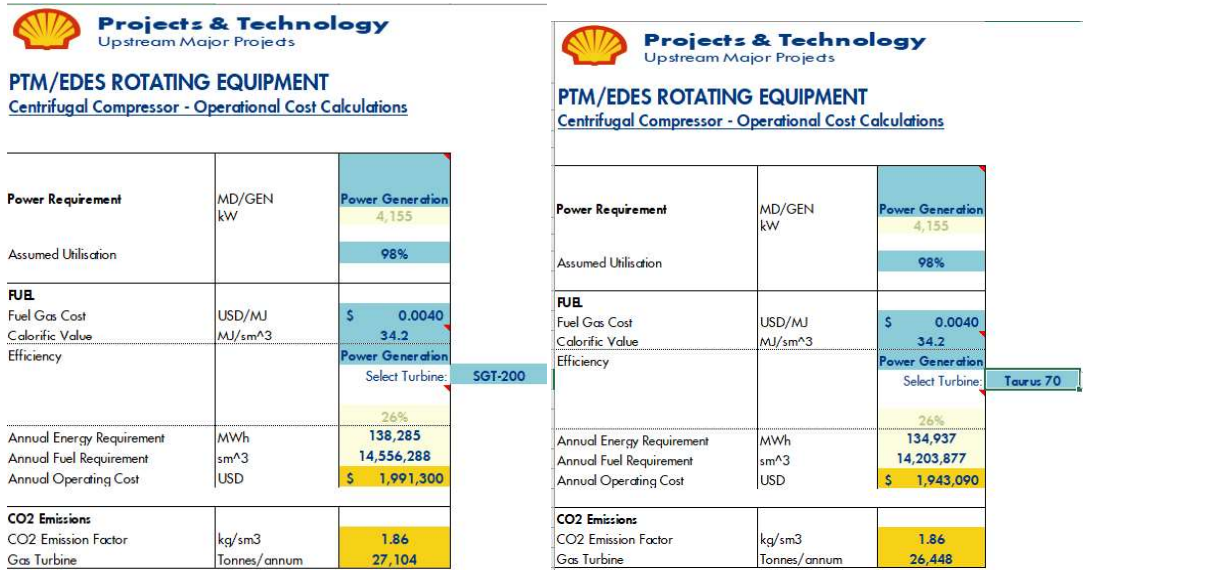 Projects & Technology
Upstream Major Projects
PTM/EDES ROTATING EQUIPMENT
Centrifugal Compressor - Operational Cost Calculations
Power Requirement MD/GEN Power Generation
kW 4,155
Assumed Utilisation 98%
FUEL
Fuel Gas Cost USD/MJ $ 0.0040
Calorific Value MJ/sm^3 34.2
Efficiency Power Generation
Select Turbine: SGT-200
26%
Annual Energy Requirement MWh 138,285
Annual Fuel Requirement sm^3 14,556,288
Annual Operating Cost USD $ 1,991,300
CO2 Emissions
CO2 Emission Factor kg/sm3 1.86
Gas Turbine Tonnes/annum 27,104
Projects & Technology
Upstream Major Projects
PTM/EDES ROTATING EQUIPMENT
Centrifugal Compressor - Operational Cost Calculations
Power Requirement MD/GEN Power Generation
kW 4,155
Assumed Utilisation 98%
FUEL
Fuel Gas Cost USD/MJ $ 0.0040
Calorific Value MJ/sm^3 34.2
Efficiency Power Generation
Select Turbine: Taurus 70
26%
Annual Energy Requirement MWh 134,937
Annual Fuel Requirement sm^3 14,203,877
Annual Operating Cost USD $ 1,943,090
CO2 Emissions
CO2 Emission Factor kg/sm3 1.86
Gas Turbine Tonnes/annum 26,448